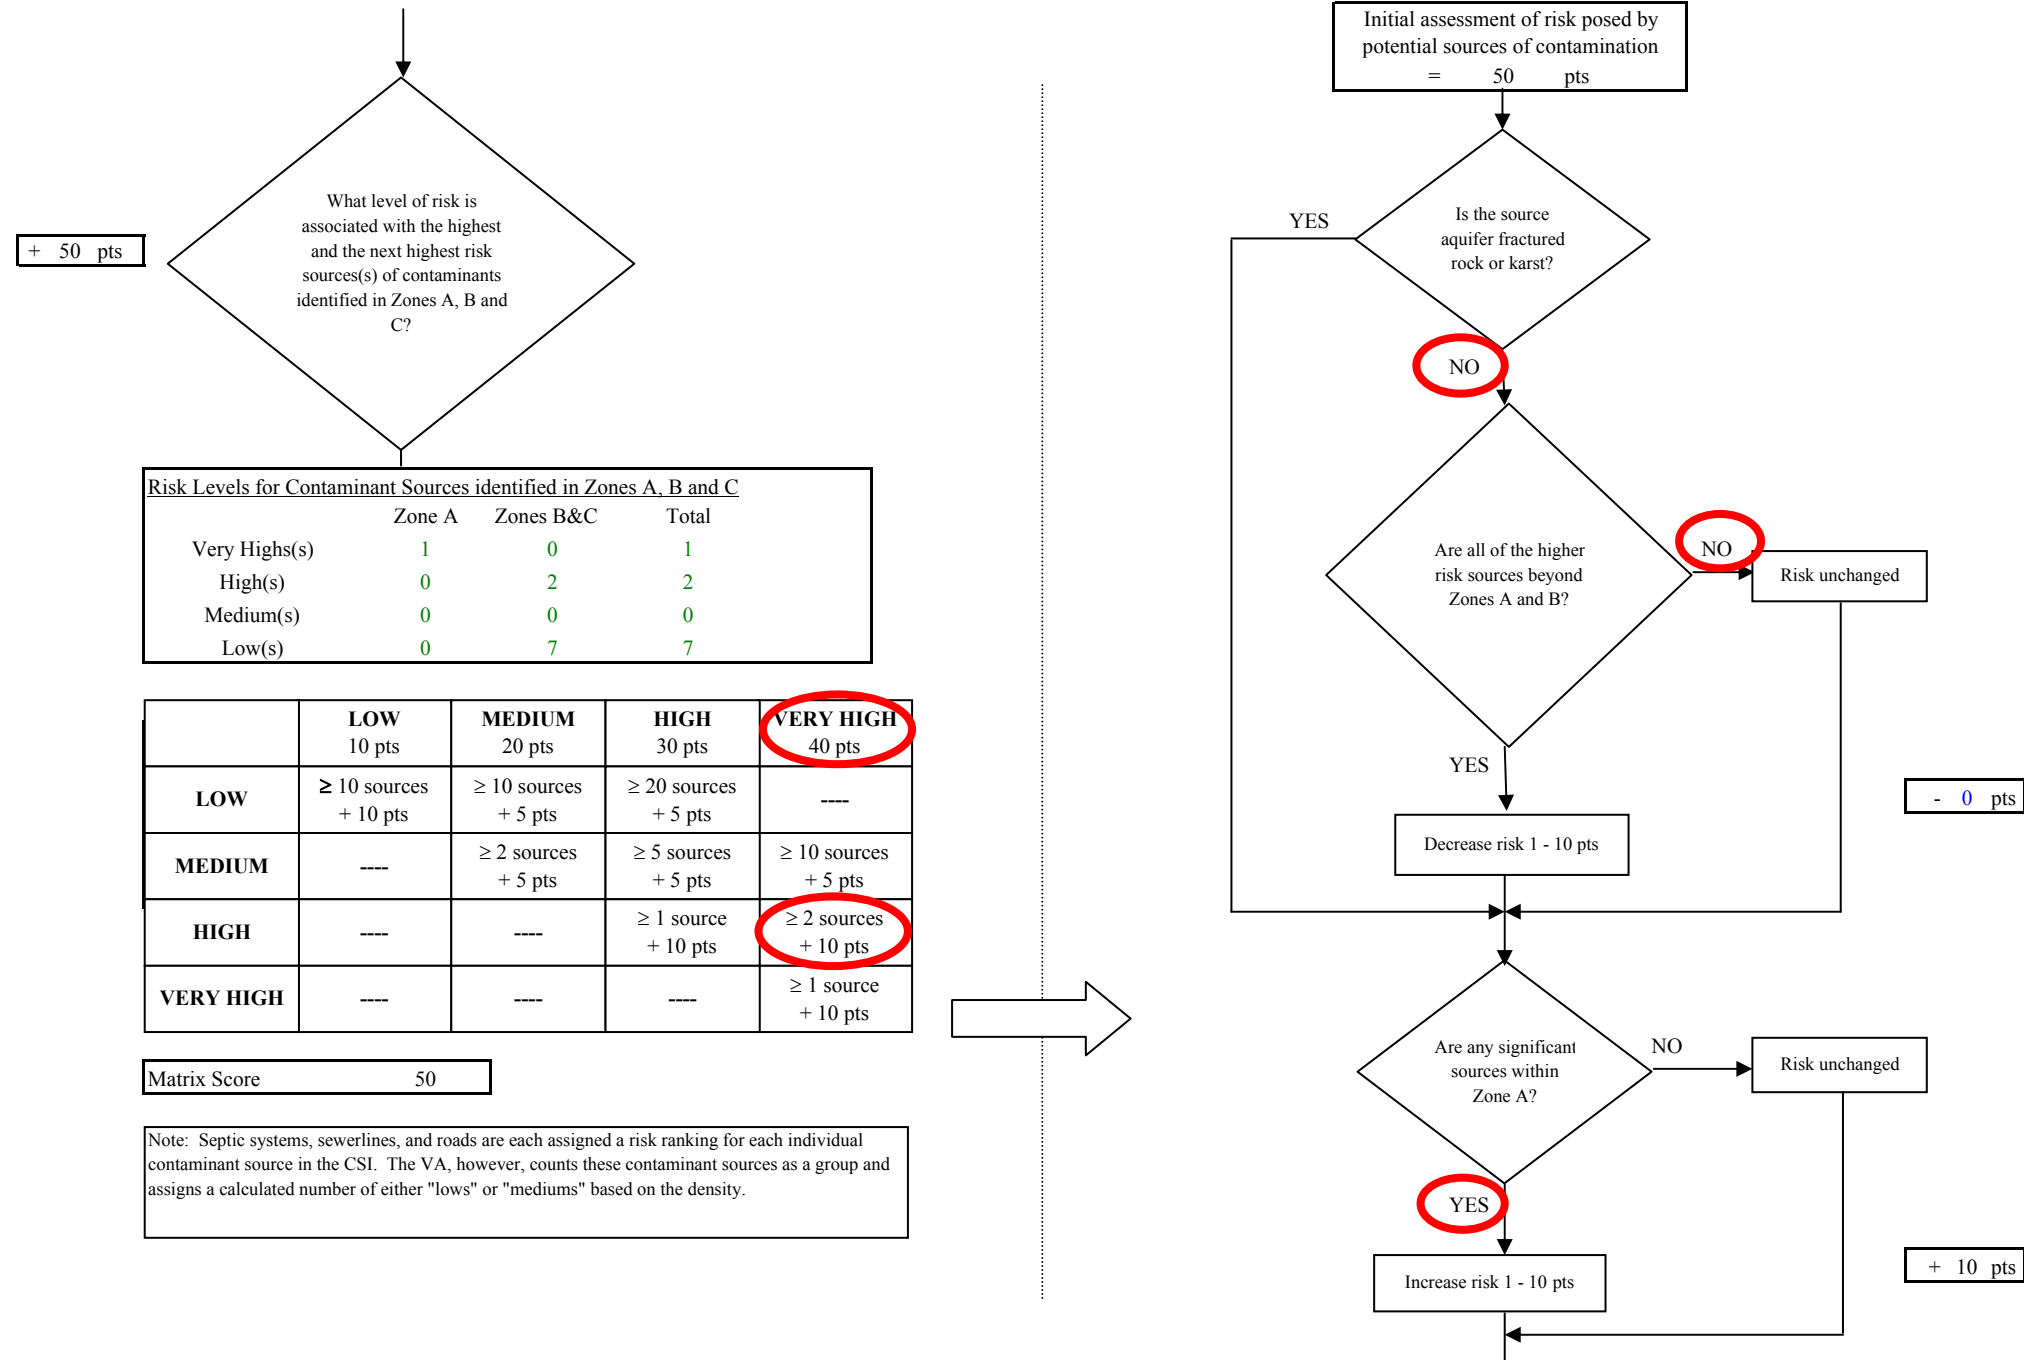 + 50 pts
What level of risk is
associated with the highest
and the next highest risk
sources(s) of contaminants
identified in Zones A, B and
C?
Risk Levels for Contaminant Sources identified in Zones A, B and C
Zone A Zones B&C Total
Very Highs(s) 1 0 1
High(s) 0 2 2
Medium(s) 0 0 0
Low(s) 0 7 7
LOW MEDIUM HIGH VERY HIGH
10 pts 20 pts 30 pts 40 pts
LOW ≥ 10 sources ≥ 10 sources ≥ 20 sources ----
+ 10 pts + 5 pts + 5 pts
MEDIUM ---- ≥ 2 sources ≥ 5 sources ≥ 10 sources
+ 5 pts + 5 pts + 5 pts
HIGH ---- ---- ≥ 1 source ≥ 2 sources
+ 10 pts + 10 pts
VERY HIGH ---- ---- ---- ≥ 1 source
+ 10 pts
Matrix Score 50
Note: Septic systems, sewerlines, and roads are each assigned a risk ranking for each individual
contaminant source in the CSI. The VA, however, counts these contaminant sources as a group and
assigns a calculated number of either "lows" or "mediums" based on the density.
Initial assessment of risk posed by
potential sources of contamination
= 50 pts
Is the source
aquifer fractured
rock or karst?
YES
NO
Are all of the higher
risk sources beyond
Zones A and B?
NO
Risk unchanged
YES
- 0 pts
Decrease risk 1 - 10 pts
Are any significant
sources within
Zone A?
NO
Risk unchanged
YES
+ 10 pts
Increase risk 1 - 10 pts